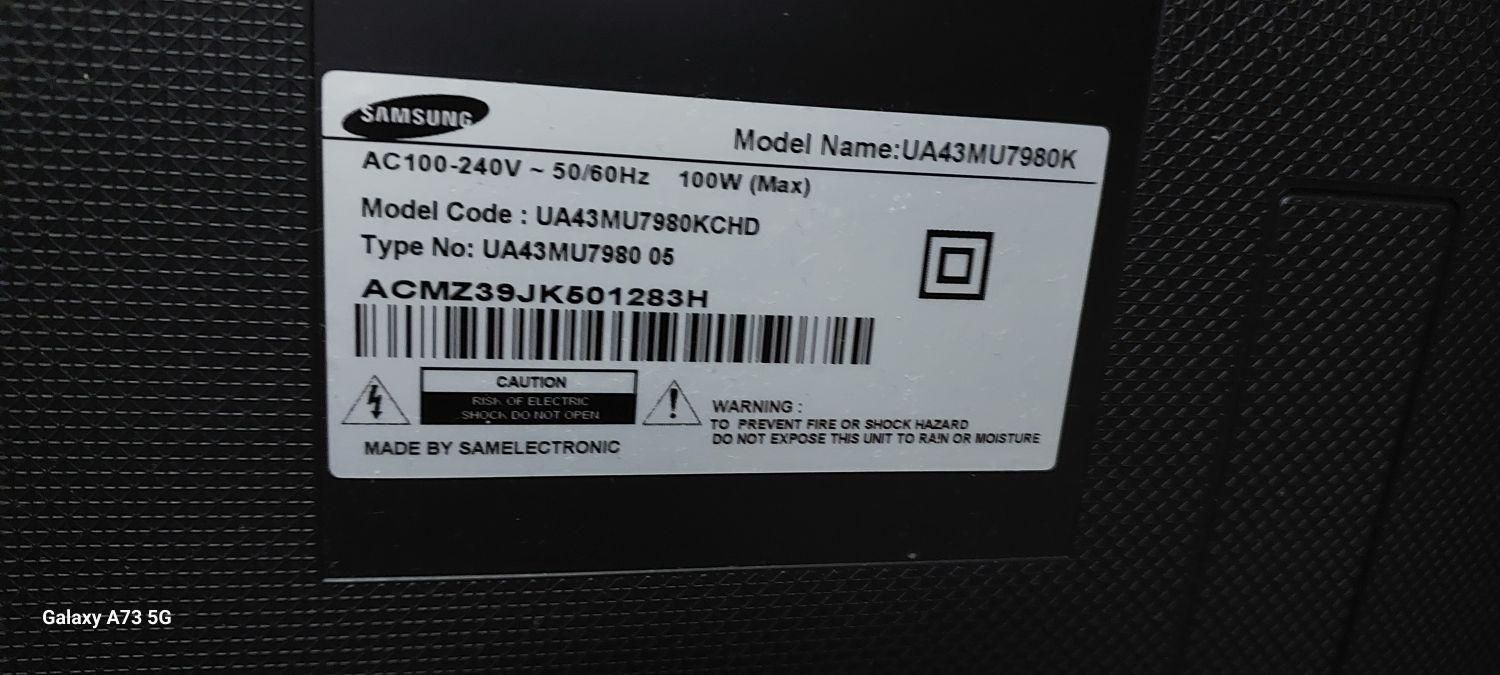 SAMSUNG
Model Name:UA43MU7980K
AC100-240V ~ 50/60Hz 100W (Max)
Model Code : UA43MU7980KCHD
Type No: UA43MU7980 05
ACMZ39JK501283H
CAUTION
RISK OF ELECTRIC
SHOCK DO NOT OPEN
WARNING :
TO PREVENT FIRE OR SHOCK HAZARD
DO NOT EXPOSE THIS UNIT TO RAIN OR MOISTURE
MADE BY SAMELECTRONIC
Galaxy A73 5G